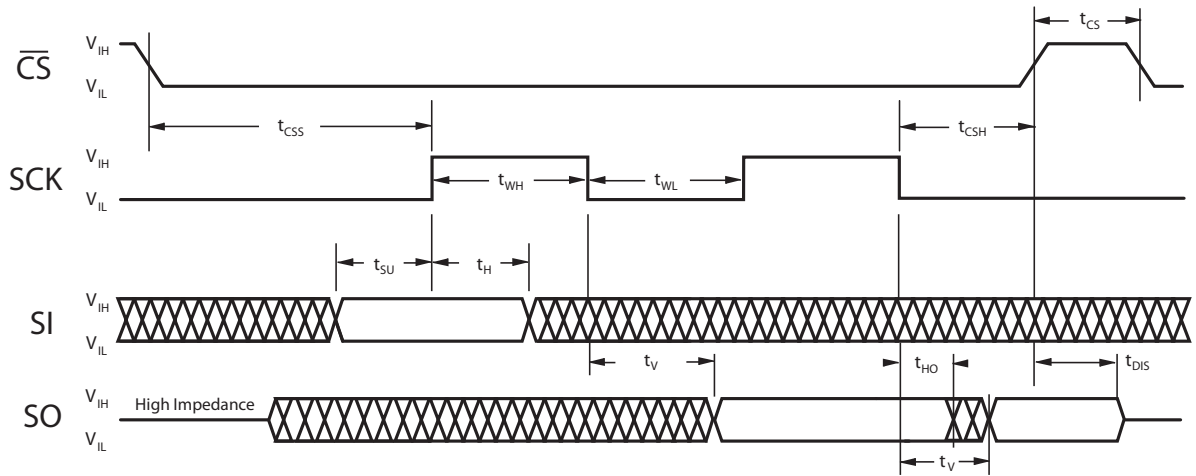 t_CS
V_IH
C̅S̅
V_IL
t_CSS
t_CSH
V_IH
SCK
t_WH
t_WL
V_IL
t_SU
t_H
V_IH
SI
V_IL
t_V
t_HO
t_DIS
V_IH
High Impedance
SO
V_IL
t_V